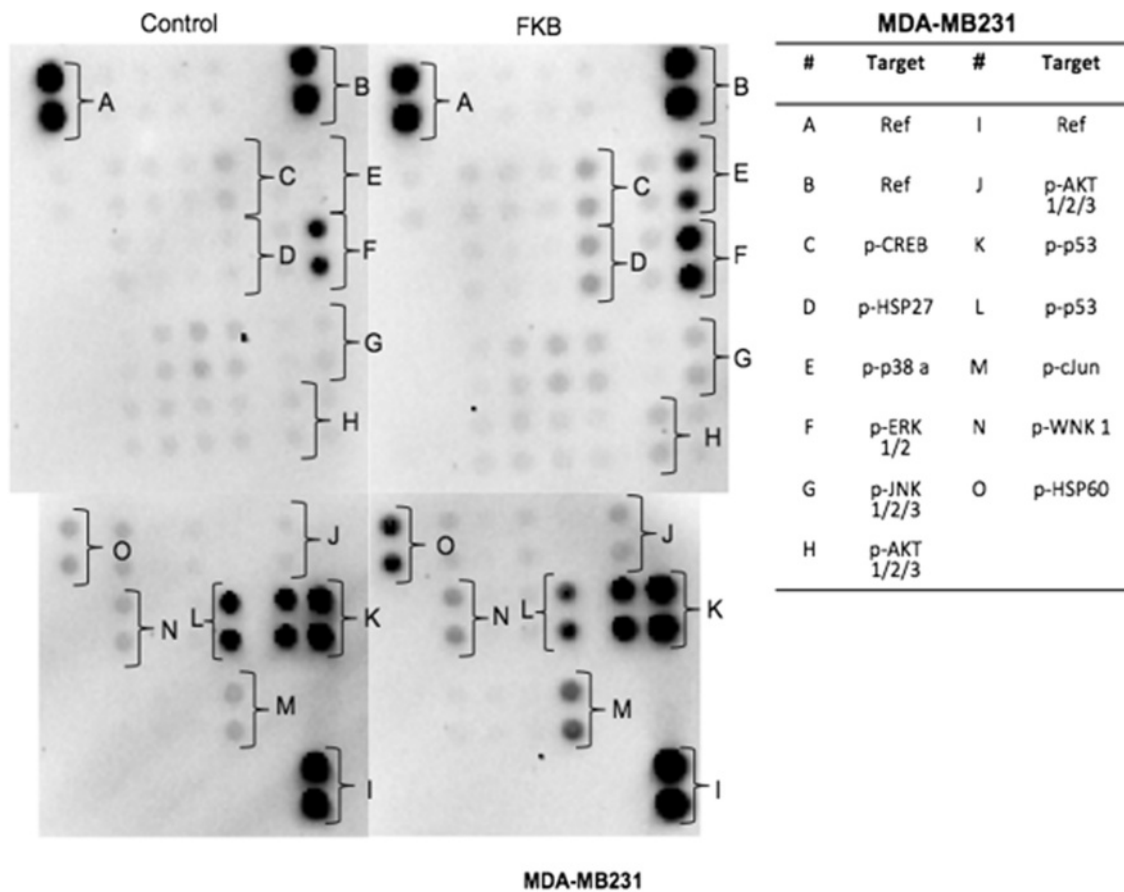 Control
FKB
A
B
C
E
D
F
G
H
A
B
C
E
D
F
G
H
O
J
L
K
N
M
I
O
J
L
K
N
M
I
MDA-MB231
# Target # Target
A Ref I Ref
B Ref J p-AKT
1/2/3
C p-CREB K p-p53
D p-HSP27 L p-p53
E p-p38 a M p-cJun
F p-ERK N p-WNK 1
1/2
G p-JNK O p-HSP60
1/2/3
H p-AKT
1/2/3
MDA-MB231